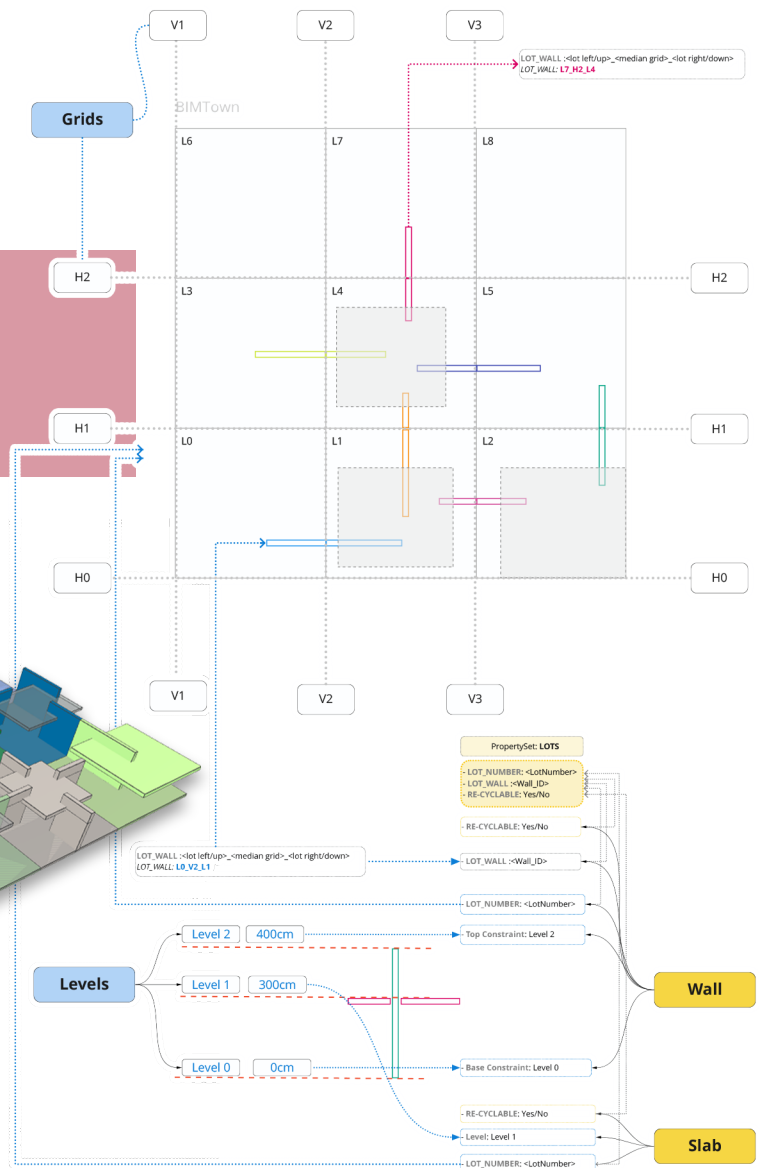 V1
V2
V3
LOT_WALL :<lot left/up>_<median grid>_<lot right/down>
LOT_WALL: L7_H2_L4
BIMTown
Grids
L6
L7
L8
H2
H2
L3
L4
L5
H1
H1
L0
L1
L2
H0
H0
V1
V2
V3
PropertySet: LOTS
- LOT_NUMBER: <LotNumber>
- LOT_WALL :<Wall_ID>
- RE-CYCLABLE: Yes/No
- RE-CYCLABLE: Yes/No
LOT_WALL :<lot left/up>_<median grid>_<lot right/down>
LOT_WALL: L0_V2_L1
- LOT_WALL :<Wall_ID>
LOT_NUMBER: <LotNumber>
Level 2
400cm
- Top Constraint: Level 2
Levels
Level 1
300cm
Wall
Level 0
0cm
- Base Constraint: Level 0
- RE-CYCLABLE: Yes/No
- Level: Level 1
Slab
- LOT_NUMBER: <LotNumber>